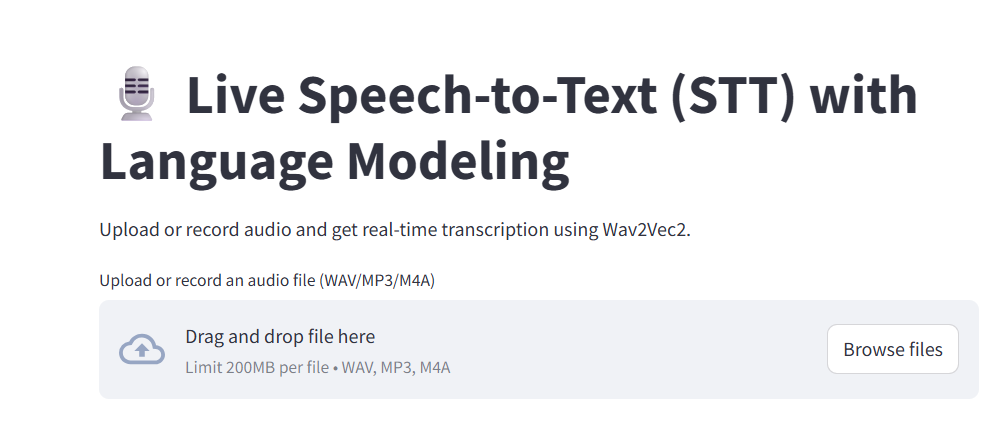 Live Speech-to-Text (STT) with
Language Modeling
Upload or record audio and get real-time transcription using Wav2Vec2.
Upload or record an audio file (WAV/MP3/M4A)
Drag and drop file here
Limit 200MB per file • WAV, MP3, M4A
Browse files